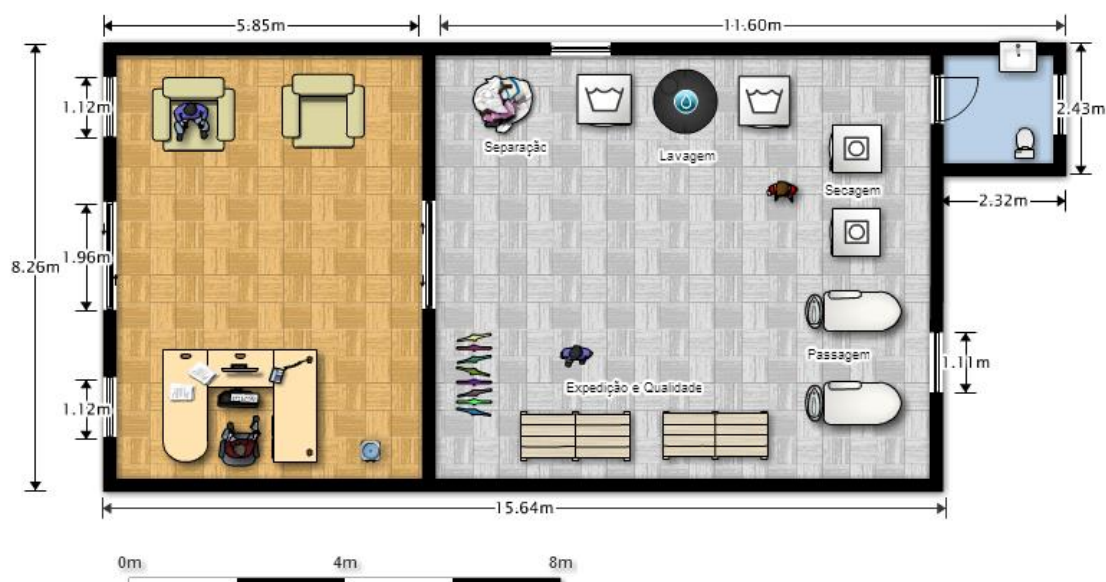 5.85m
11.60m
1.12m
2.43m
Separação
Lavagem
Secagem
2.32m
8.26m
1.96m
Passagem
1.11m
Expedição e Qualidade
1.12m
15.64m
0m
4m
8m